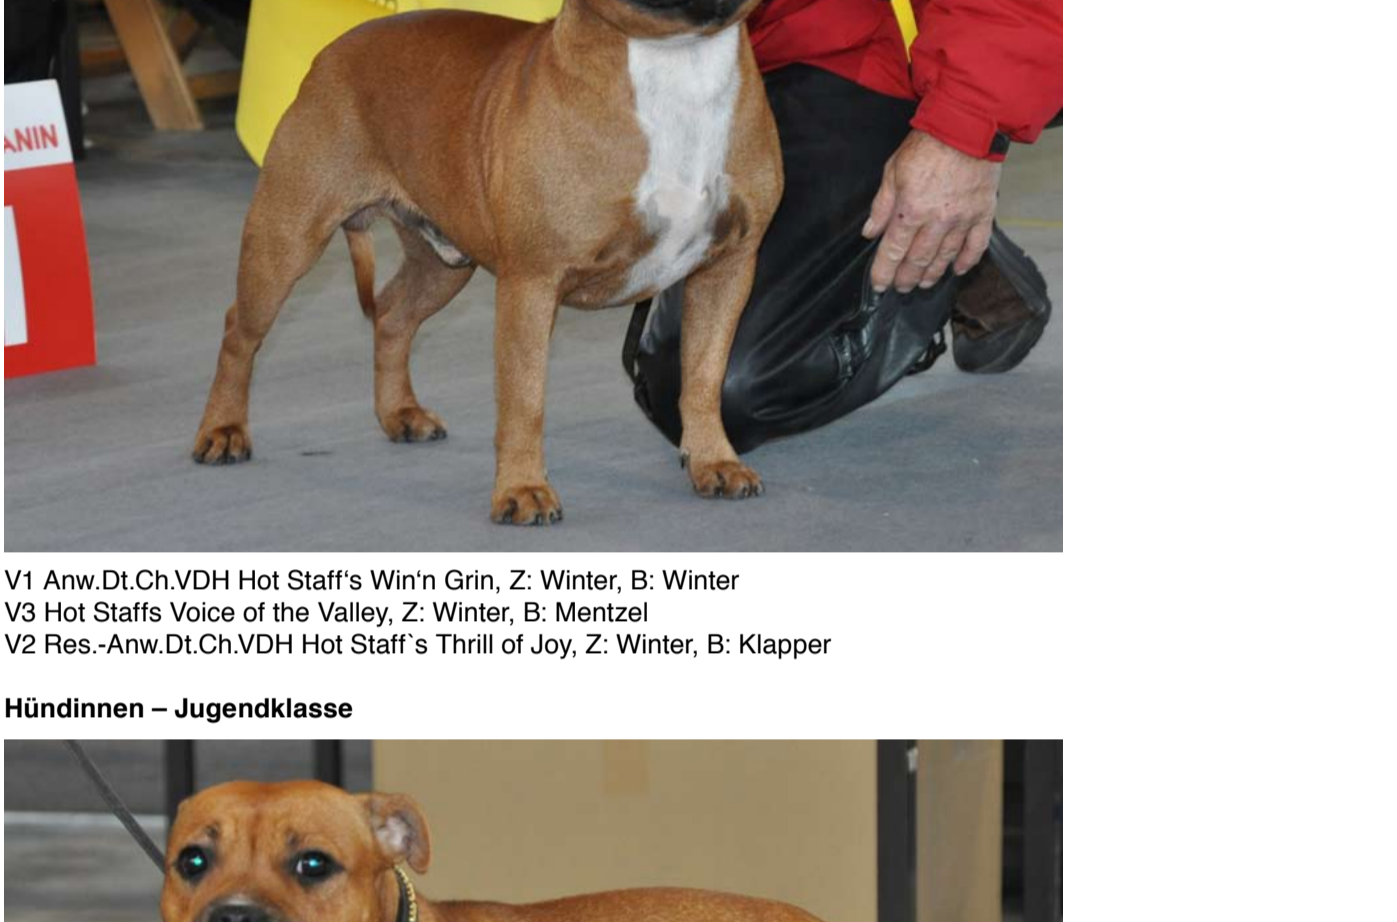 ANIN
V1 Anw.Dt.Ch.VDH Hot Staff‘s Win‘n Grin, Z: Winter, B: Winter
V3 Hot Staffs Voice of the Valley, Z: Winter, B: Mentzel
V2 Res.-Anw.Dt.Ch.VDH Hot Staff`s Thrill of Joy, Z: Winter, B: Klapper
Hündinnen – Jugendklasse